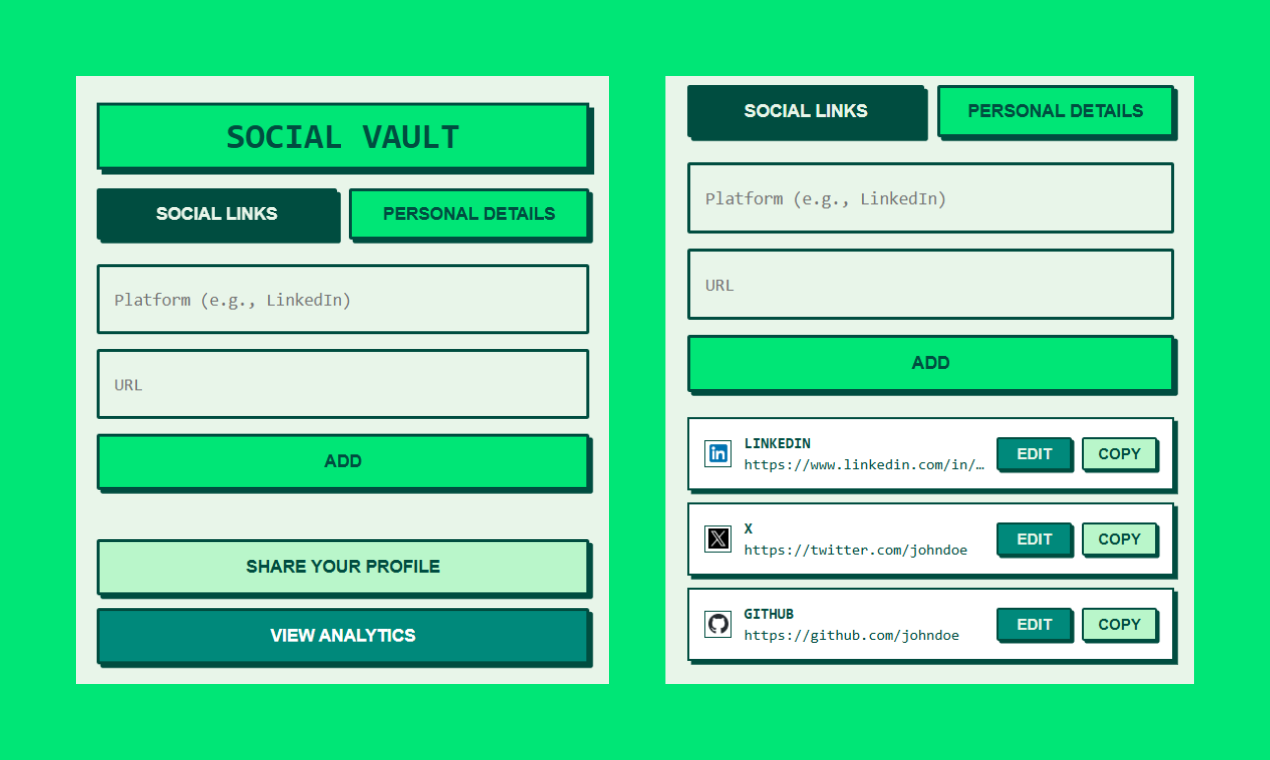 SOCIAL VAULT
SOCIAL LINKS
PERSONAL DETAILS
Platform (e.g., LinkedIn)
URL
ADD
SHARE YOUR PROFILE
VIEW ANALYTICS
SOCIAL LINKS
PERSONAL DETAILS
Platform (e.g., LinkedIn)
URL
ADD
in
LINKEDIN
https://www.linkedin.com/in/…
EDIT
COPY
X
X
https://twitter.com/johndoe
EDIT
COPY
GITHUB
https://github.com/johndoe
EDIT
COPY